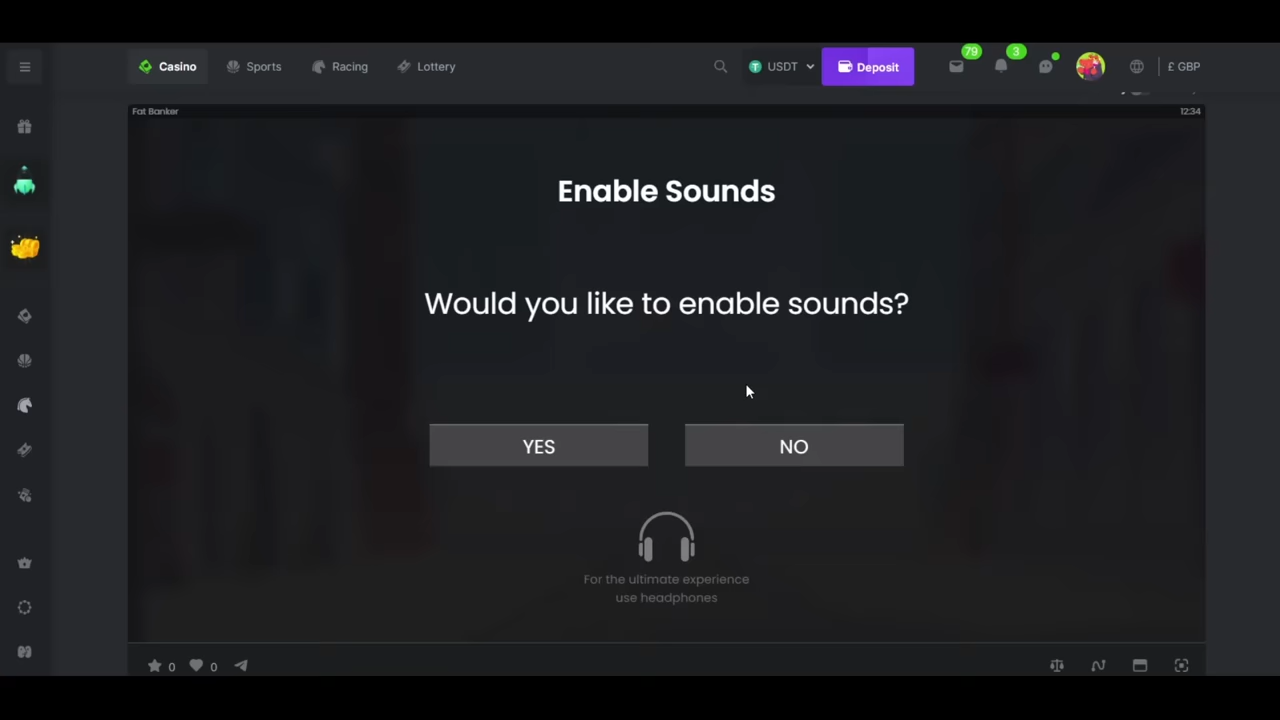 Casino Sports Racing Lottery USDT Deposit 79 3 £ GBP
Fat Banker 12:34
Enable Sounds
Would you like to enable sounds?
YES NO
For the ultimate experience
use headphones
0 0